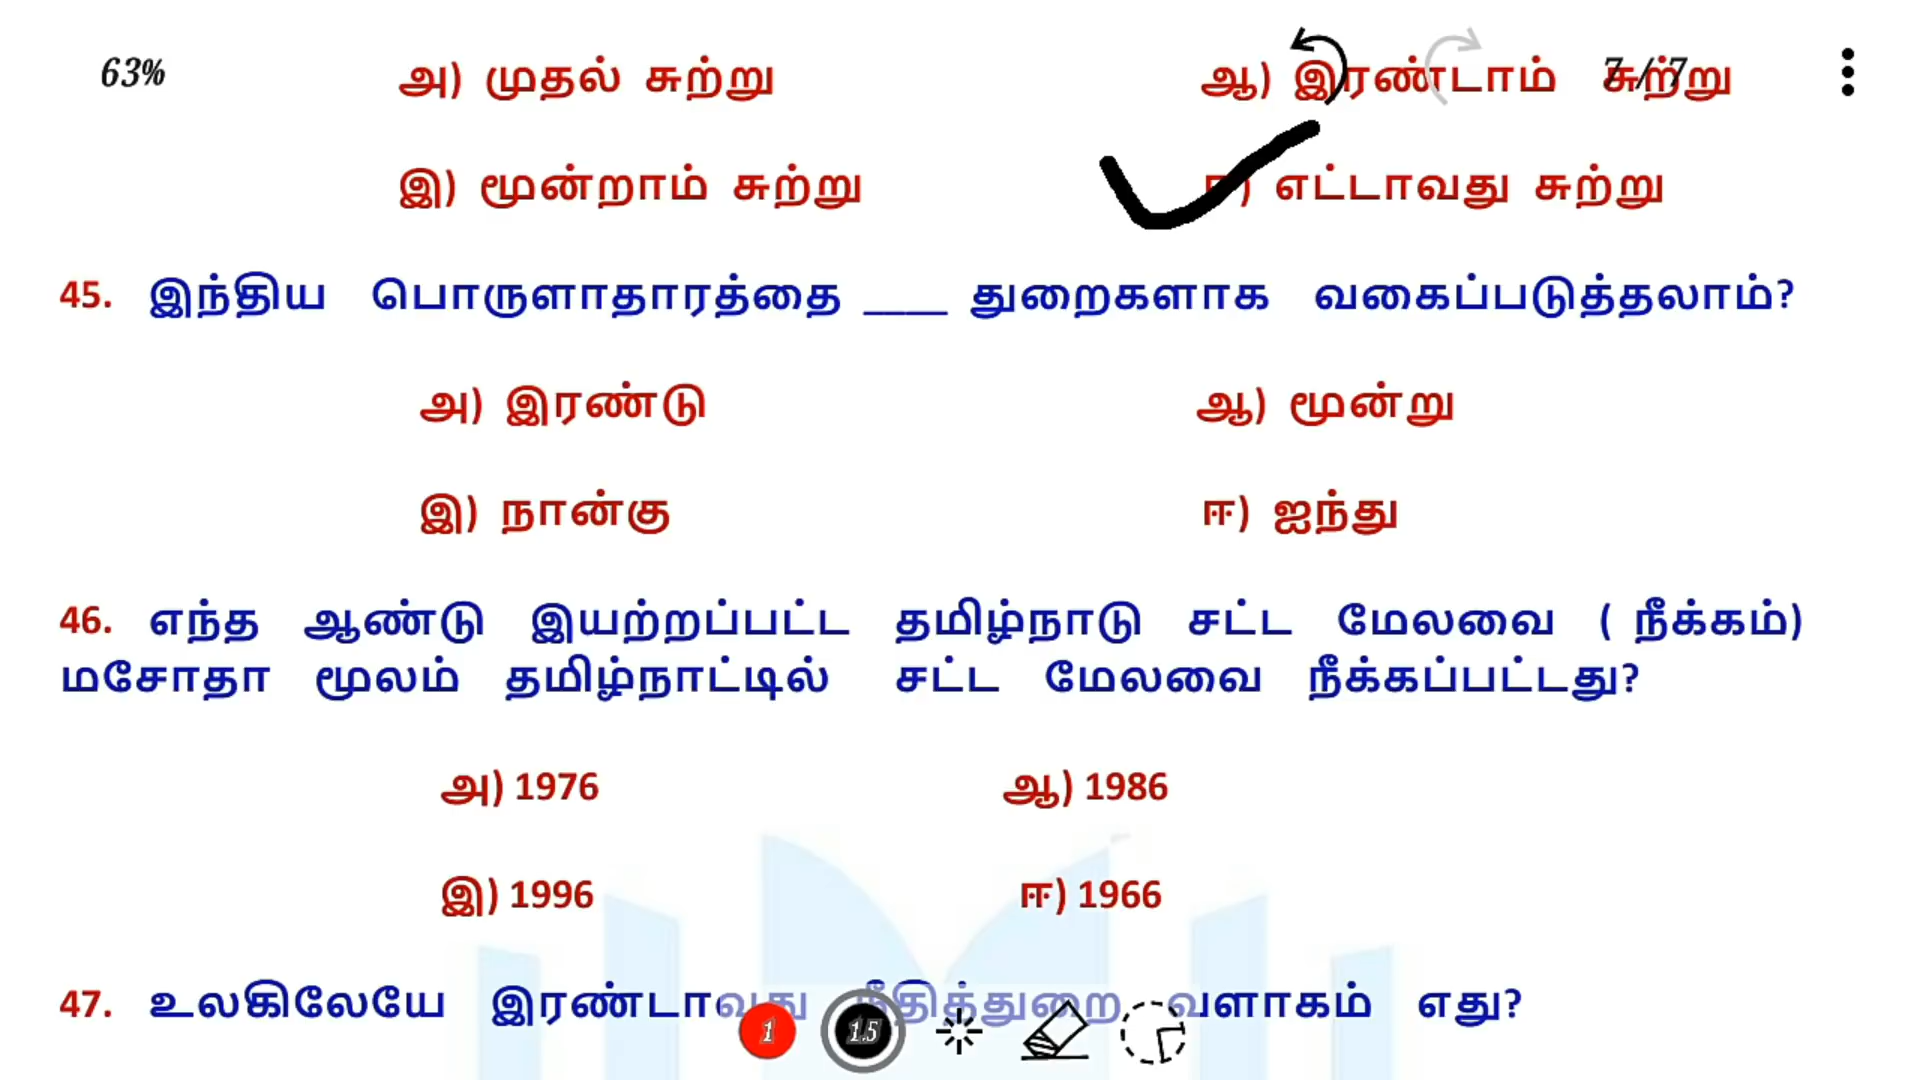 63%
7 / 7
அ) முதல் சுற்று ஆ) இரண்டாம் சுற்று
இ) மூன்றாம் சுற்று ஈ) எட்டாவது சுற்று
45. இந்திய பொருளாதாரத்தை ____ துறைகளாக வகைப்படுத்தலாம்?
அ) இரண்டு ஆ) மூன்று
இ) நான்கு ஈ) ஐந்து
46. எந்த ஆண்டு இயற்றப்பட்ட தமிழ்நாடு சட்ட மேலவை ( நீக்கம்)
மசோதா மூலம் தமிழ்நாட்டில் சட்ட மேலவை நீக்கப்பட்டது?
அ) 1976 ஆ) 1986
இ) 1996 ஈ) 1966
47. உலகிலேயே இரண்டாவது நீதித்துறை வளாகம் எது?
1 1.5